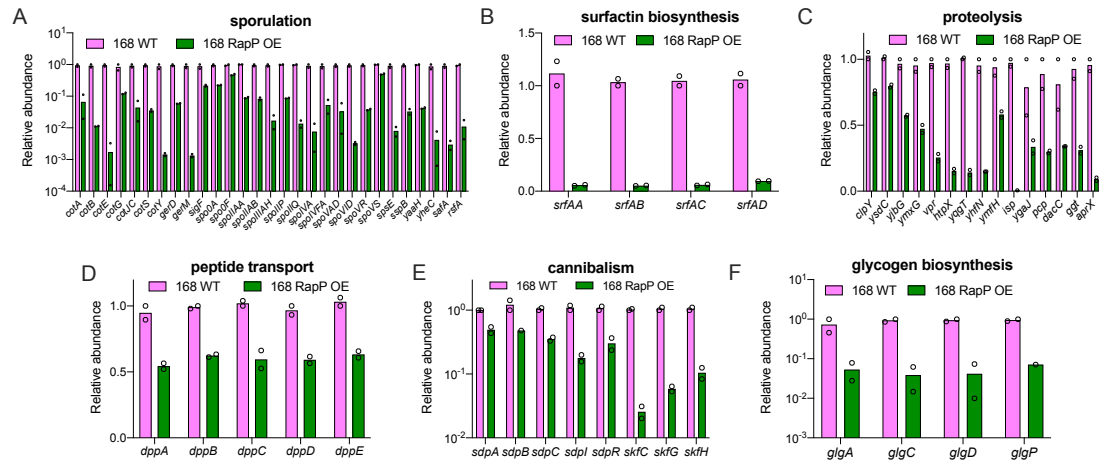 A
sporulation
168 WT
168 RapP OE
Relative abundance
10^1
10^0
10^-1
10^-2
10^-3
10^-4
cotA
cotB
cotE
cotG
cotJC
cotS
cotY
gerD
gerM
sigF
spo0A
spo0F
spoIIAA
spoIIAB
spoIIIAH
spoIIP
spoIIQ
spoIVA
spoIVFA
spoVAD
spoVID
spoVR
spoVS
spsE
sspB
yaaH
yheC
safA
rsfA
B
surfactin biosynthesis
168 WT
168 RapP OE
Relative abundance
1.5
1.0
0.5
0.0
srfAA
srfAB
srfAC
srfAD
C
proteolysis
168 WT
168 RapP OE
Relative abundance
1.0
0.5
0.0
clpY
ysdC
yjbG
ymxG
vpr
htpX
yqgT
yhfN
ymfH
isp
ygaJ
pcp
dacC
ggt
aprX
D
peptide transport
168 WT
168 RapP OE
Relative abundance
1.0
0.5
0.0
dppA
dppB
dppC
dppD
dppE
E
cannibalism
168 WT
168 RapP OE
Relative abundance
10^0
10^-1
10^-2
sdpA
sdpB
sdpC
sdpI
sdpR
skfC
skfG
skfH
F
glycogen biosynthesis
168 WT
168 RapP OE
Relative abundance
10^1
10^0
10^-1
10^-2
10^-3
glgA
glgC
glgD
glgP